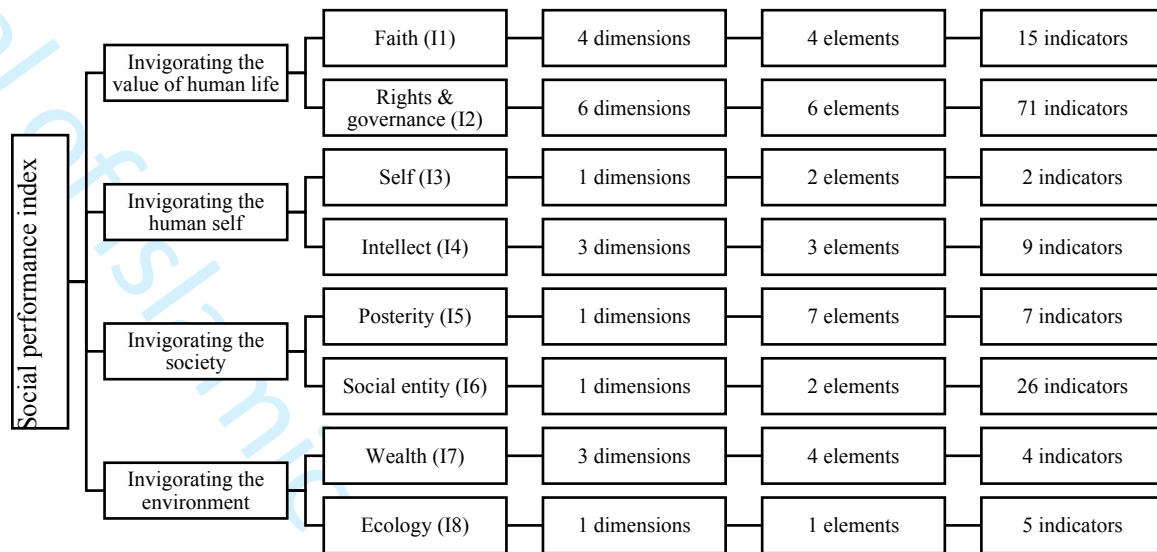 Social performance index
Invigorating the
value of human life
Faith (I1)
4 dimensions
4 elements
15 indicators
Rights &
governance (I2)
6 dimensions
6 elements
71 indicators
Invigorating the
human self
Self (I3)
1 dimensions
2 elements
2 indicators
Intellect (I4)
3 dimensions
3 elements
9 indicators
Invigorating the
society
Posterity (I5)
1 dimensions
7 elements
7 indicators
Social entity (I6)
1 dimensions
2 elements
26 indicators
Invigorating the
environment
Wealth (I7)
3 dimensions
4 elements
4 indicators
Ecology (I8)
1 dimensions
1 elements
5 indicators
of Islamic